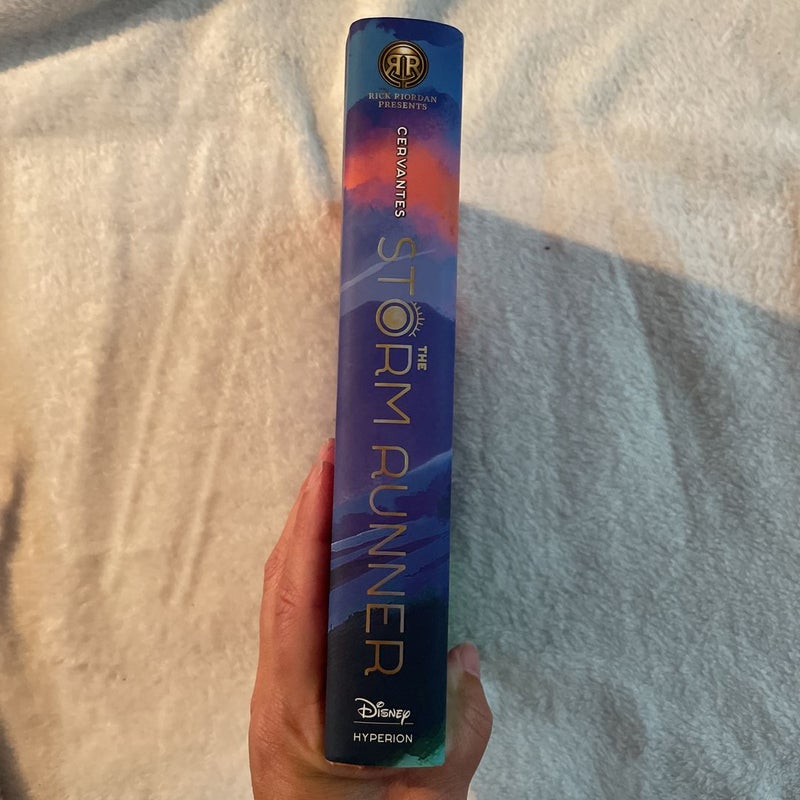 RR
RICK RIORDAN
PRESENTS
CERVANTES
THE
STORM RUNNER
Disney
HYPERION